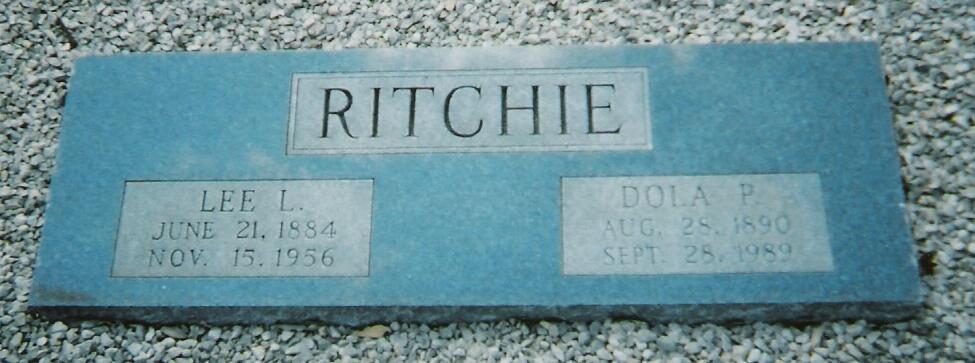 RITCHIE
LEE L.
JUNE 21, 1884
NOV. 15, 1956
DOLA P.
AUG. 28, 1890
SEPT. 28, 1989